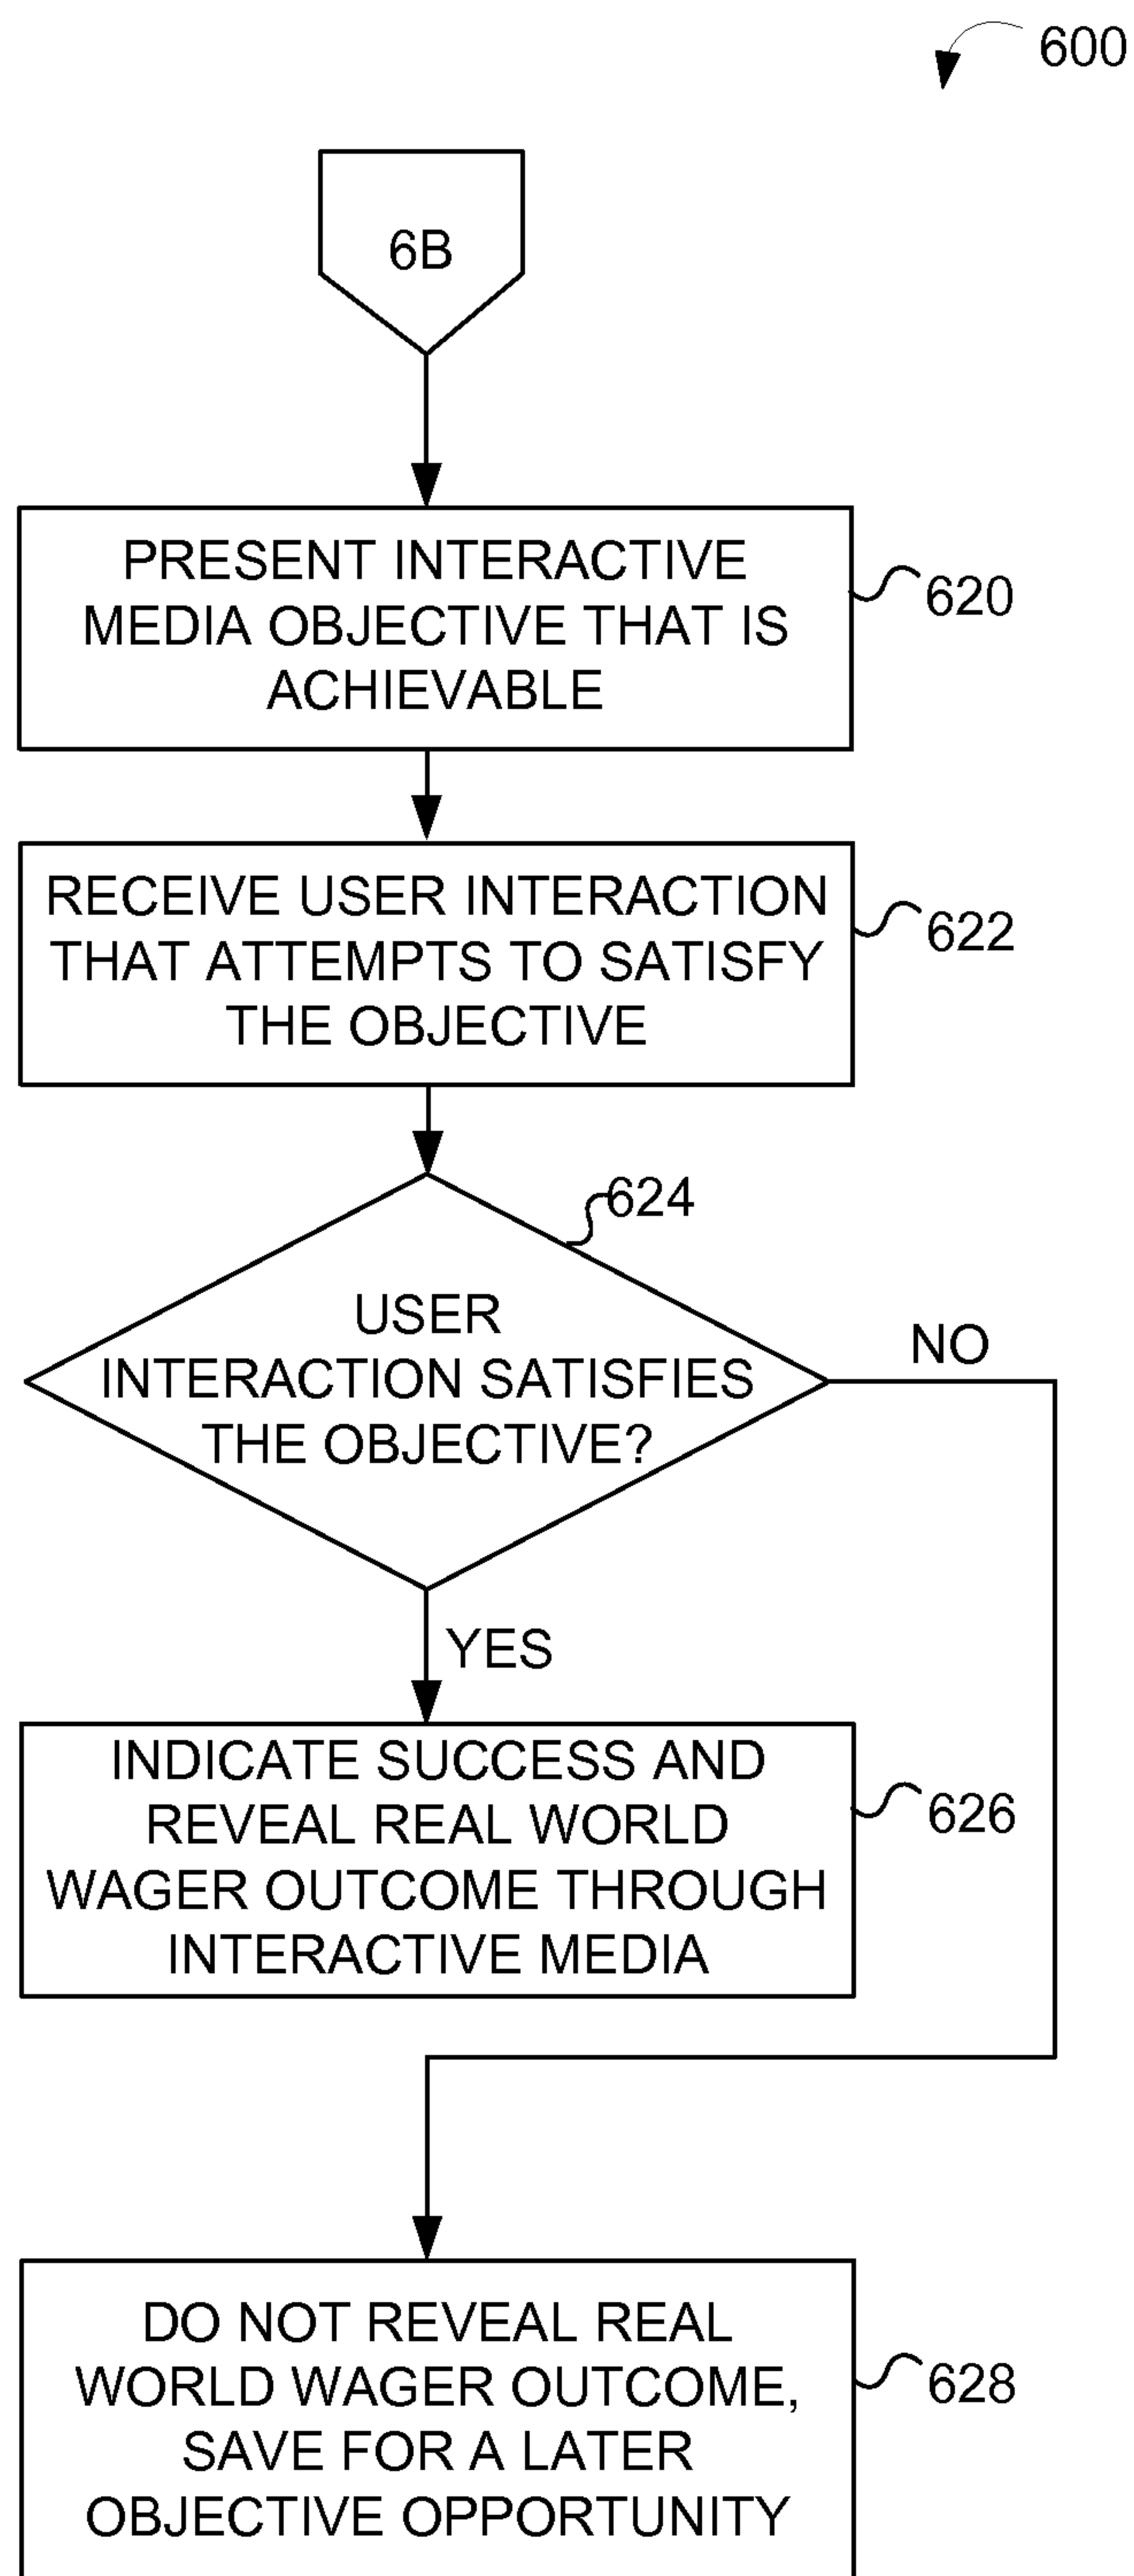 600
6B
PRESENT INTERACTIVE
MEDIA OBJECTIVE THAT IS
ACHIEVABLE
620
RECEIVE USER INTERACTION
THAT ATTEMPTS TO SATISFY
THE OBJECTIVE
622
624
USER
INTERACTION SATISFIES
THE OBJECTIVE?
NO
YES
INDICATE SUCCESS AND
REVEAL REAL WORLD
WAGER OUTCOME THROUGH
INTERACTIVE MEDIA
626
DO NOT REVEAL REAL
WORLD WAGER OUTCOME,
SAVE FOR A LATER
OBJECTIVE OPPORTUNITY
628